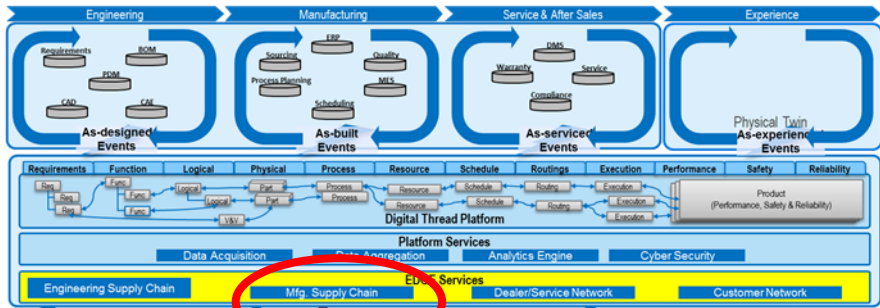 Engineering
Manufacturing
Service & After Sales
Experience
Requirements
BOM
PDM
CAD
CAE
As-designed
Events
ERP
Sourcing
Quality
Process Planning
MES
Scheduling
As-built
Events
DMS
Warranty
Service
Compliance
As-serviced
Events
Physical Twin
Events
Requirements Function Logical Physical Process Resource Schedule Routings Execution Performance Safety Reliability
Req Func Logical Part Process Resource Schedule Routing Execution
Req Func Logical Part Process Resource Schedule Routing Execution
Req Func V&V Execution
Product
(Performance, Safety & Reliability)
Digital Thread Platform
Platform Services
Data Acquisition
Aggregation
Analytics Engine
Cyber Security
Services
Engineering Supply Chain
Mfg. Supply Chain
Dealer/Service Network
Customer Network